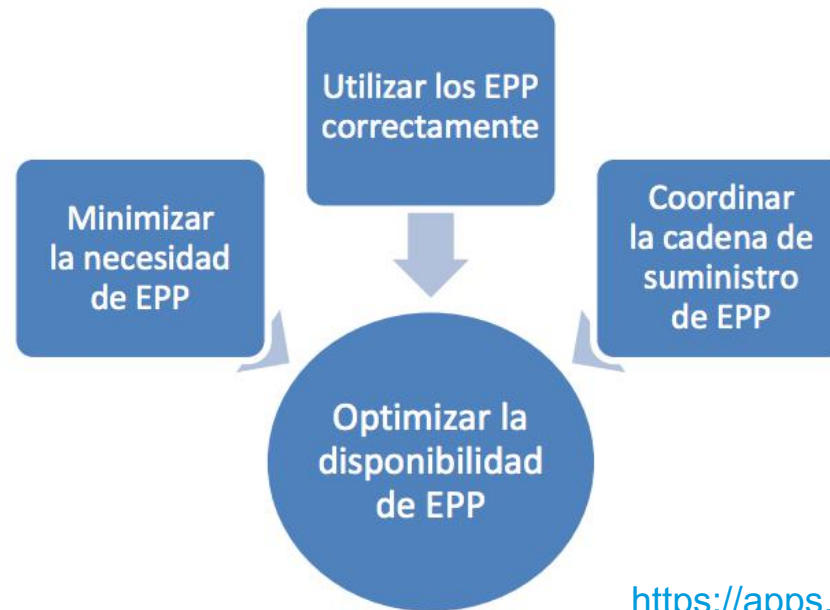 Utilizar los EPP
correctamente
Minimizar
la necesidad
de EPP
Coordinar
la cadena de
suministro
de EPP
Optimizar la
disponibilidad
de EPP
https://apps.